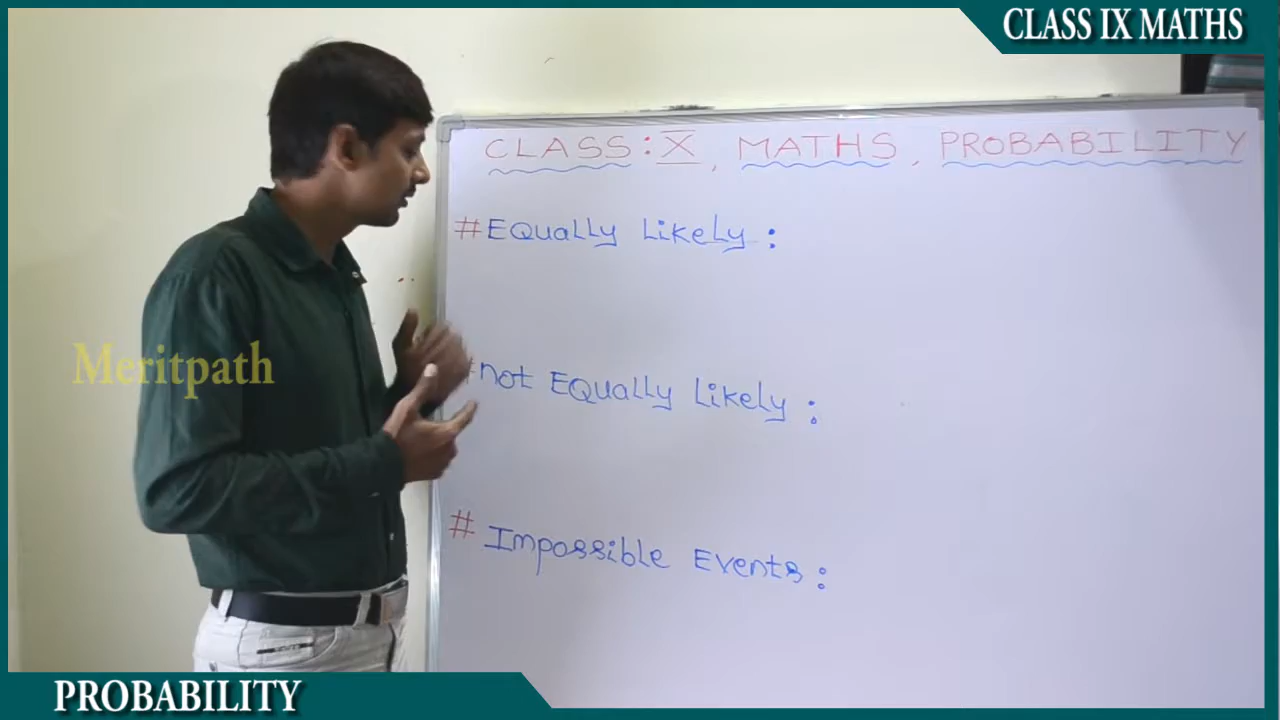 CLASS IX MATHS
CLASS : X , MATHS , PROBABILITY
# EQually Likely :
# not EQually Likely :
# Impossible Events :
Meritpath
PROBABILITY